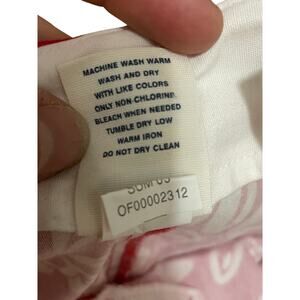 MACHINE WASH WARM
WASH AND DRY
WITH LIKE COLORS
ONLY NON-CHLORINE
BLEACH WHEN NEEDED
TUMBLE DRY LOW
WARM IRON
DO NOT DRY CLEAN
OF00002312